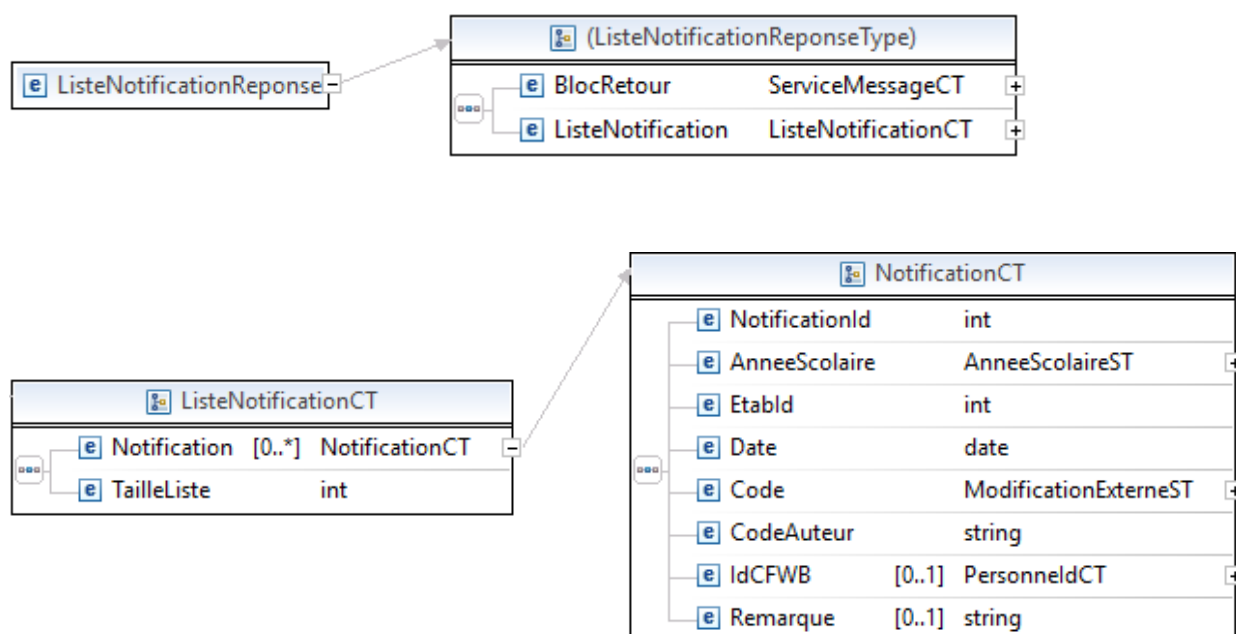 (ListeNotificationReponseType)
e ListeNotificationReponse
e BlocRetour ServiceMessageCT
e ListeNotification ListeNotificationCT
NotificationCT
e NotificationId int
e AnneeScolaire AnneeScolaireST
e EtabId int
e Date date
e Code ModificationExterneST
e CodeAuteur string
e IdCFWB [0..1] PersonneIdCT
e Remarque [0..1] string
ListeNotificationCT
e Notification [0..*] NotificationCT
e TailleListe int